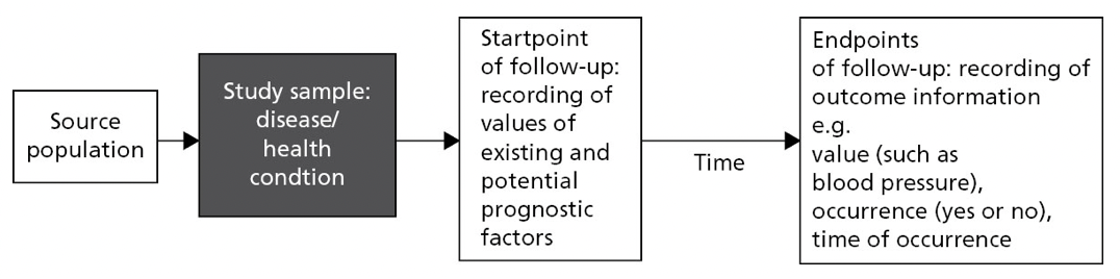 Source
population
Study sample:
disease/
health
condtion
Startpoint
of follow-up:
recording of
values of
existing and
potential
prognostic
factors
Time
Endpoints
of follow-up: recording of
outcome information
e.g.
value (such as
blood pressure),
occurrence (yes or no),
time of occurrence